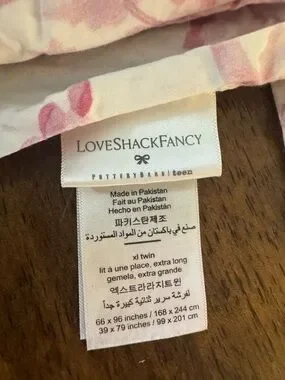 LOVESHACKFANCY
POTTERY BARN | teen
Made in Pakistan
Fait au Pakistan
Hecho en Pakistán
파키스탄제조
صنع في باكستان من المواد المستوردة
xl twin
lit à une place, extra long
gemela, extra grande
엑스트라라지트윈
لفرشة سرير ثنائية كبيرة جداً
66 x 96 inches / 168 x 244 cm
39 x 79 inches / 99 x 201 cm